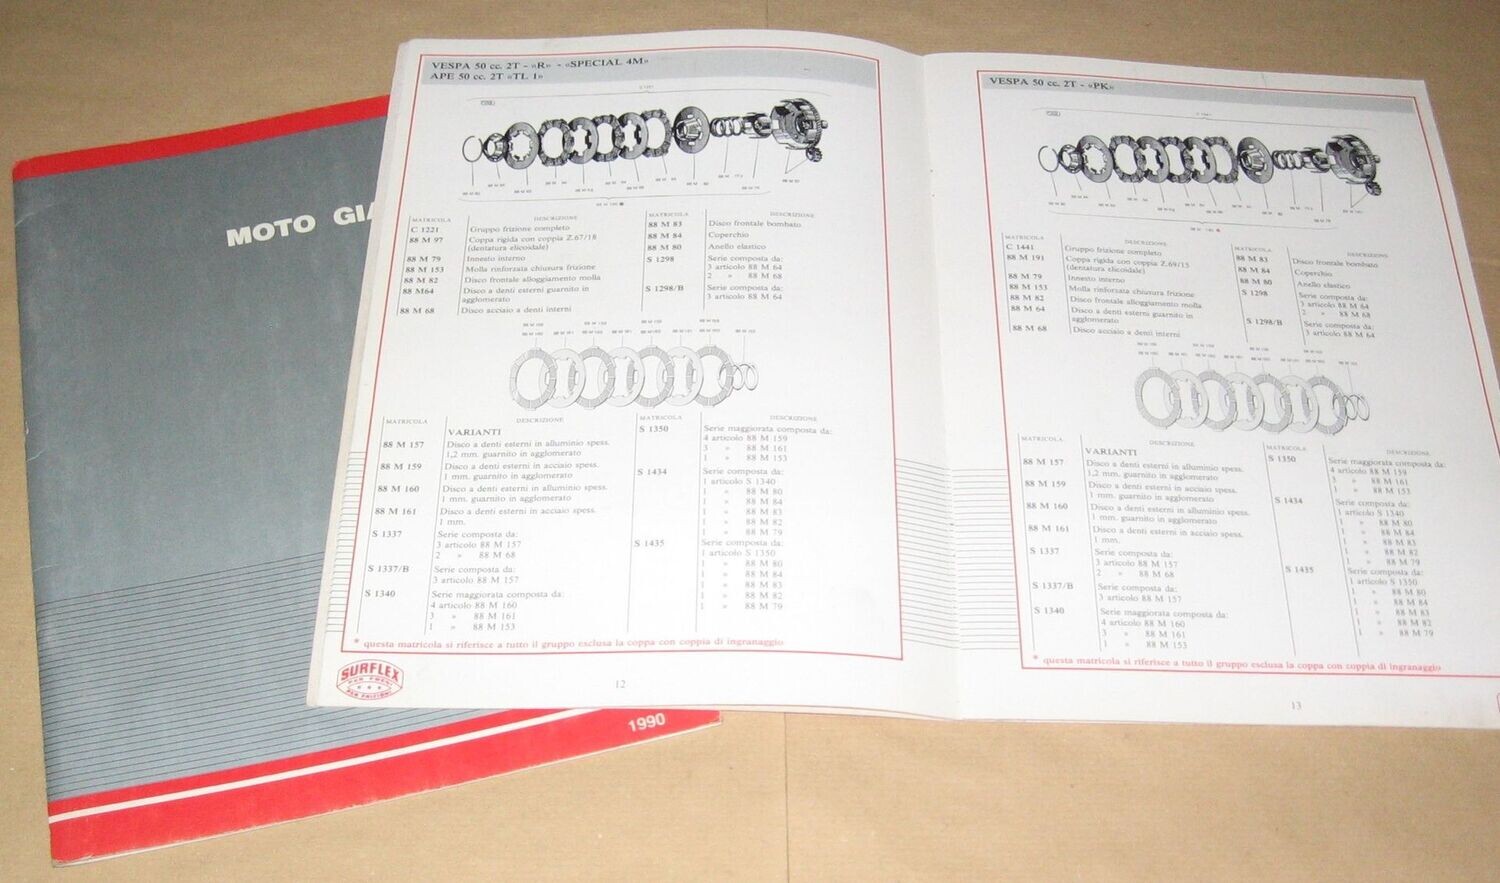 MOTO GIA
1990
VESPA 50 cc. 2T - «R» - «SPECIAL 4M»
APE 50 cc. 2T «TL 1»
MATRICOLA DESCRIZIONE
C 1221 Gruppo frizione completo
88 M 97 Coppa rigida con coppia Z.67/18
(dentatura elicoidale)
88 M 79 Innesto interno
88 M 153 Molla rinforzata chiusura frizione
88 M 82 Disco frontale alloggiamento molla
88 M64 Disco a denti esterni guarnito in
agglomerato
88 M 68 Disco acciaio a denti interni
MATRICOLA DESCRIZIONE
88 M 83 Disco frontale bombato
88 M 84 Coperchio
88 M 80 Anello elastico
S 1298 Serie composta da:
3 articolo 88 M 64
2 » 88 M 68
S 1298/B Serie composta da:
3 articolo 88 M 64
MATRICOLA DESCRIZIONE
VARIANTI
88 M 157 Disco a denti esterni in alluminio spess.
1,2 mm. guarnito in agglomerato
88 M 159 Disco a denti esterni in acciaio spess.
1 mm. guarnito in agglomerato
88 M 160 Disco a denti esterni in alluminio spess.
1 mm. guarnito in agglomerato
88 M 161 Disco a denti esterni in acciaio spess.
1 mm.
S 1337 Serie composta da:
3 articolo 88 M 157
2 » 88 M 68
S 1337/B Serie composta da:
3 articolo 88 M 157
S 1340 Serie maggiorata composta da:
4 articolo 88 M 160
3 » 88 M 161
1 » 88 M 153
MATRICOLA DESCRIZIONE
S 1350 Serie maggiorata composta da:
4 articolo 88 M 159
3 » 88 M 161
1 » 88 M 153
S 1434 Serie composta da:
1 articolo S 1340
1 » 88 M 80
1 » 88 M 84
1 » 88 M 83
1 » 88 M 82
1 » 88 M 79
S 1435 Serie composta da:
1 articolo S 1350
1 » 88 M 80
1 » 88 M 84
1 » 88 M 83
1 » 88 M 82
1 » 88 M 79
* questa matricola si riferisce a tutto il gruppo esclusa la coppa con coppia di ingranaggio
SURFLEX
12
VESPA 50 cc. 2T - «PK»
MATRICOLA DESCRIZIONE
C 1441 Gruppo frizione completo
88 M 191 Coppa rigida con coppia Z.69/15
(dentatura elicoidale)
88 M 79 Innesto interno
88 M 153 Molla rinforzata chiusura frizione
88 M 82 Disco frontale alloggiamento molla
88 M 64 Disco a denti esterni guarnito in
agglomerato
88 M 68 Disco acciaio a denti interni
MATRICOLA DESCRIZIONE
88 M 83 Disco frontale bombato
88 M 84 Coperchio
88 M 80 Anello elastico
S 1298 Serie composta da:
3 articolo 88 M 64
2 » 88 M 68
S 1298/B Serie composta da:
3 articolo 88 M 64
MATRICOLA DESCRIZIONE
VARIANTI
88 M 157 Disco a denti esterni in alluminio spess.
1,2 mm. guarnito in agglomerato
88 M 159 Disco a denti esterni in acciaio spess.
1 mm. guarnito in agglomerato
88 M 160 Disco a denti esterni in alluminio spess.
1 mm. guarnito in agglomerato
88 M 161 Disco a denti esterni in acciaio spess.
1 mm.
S 1337 Serie composta da:
3 articolo 88 M 157
2 » 88 M 68
S 1337/B Serie composta da:
3 articolo 88 M 157
S 1340 Serie maggiorata composta da:
4 articolo 88 M 160
3 » 88 M 161
1 » 88 M 153
MATRICOLA DESCRIZIONE
S 1350 Serie maggiorata composta da:
4 articolo 88 M 159
3 » 88 M 161
1 » 88 M 153
S 1434 Serie composta da:
1 articolo S 1340
1 » 88 M 80
1 » 88 M 84
1 » 88 M 83
1 » 88 M 82
1 » 88 M 79
S 1435 Serie composta da:
1 articolo S 1350
1 » 88 M 80
1 » 88 M 84
1 » 88 M 83
1 » 88 M 82
1 » 88 M 79
* questa matricola si riferisce a tutto il gruppo esclusa la coppa con coppia di ingranaggio
13